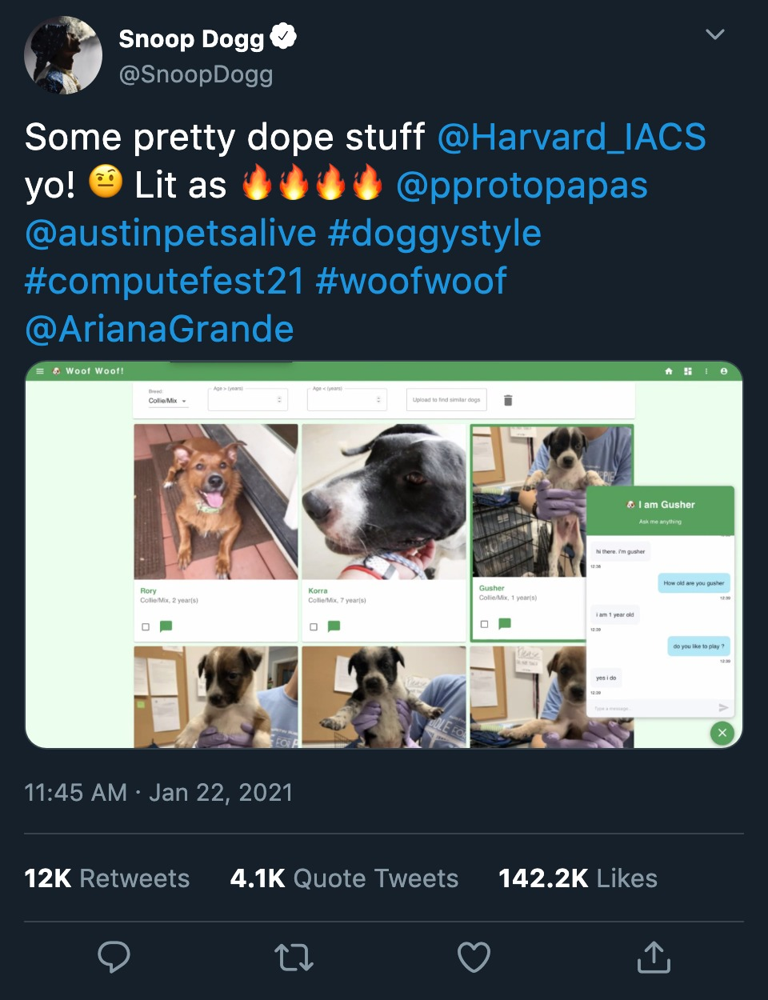 Snoop Dogg
@SnoopDogg
Some pretty dope stuff @Harvard_IACS
yo! 🤨 Lit as 🔥🔥🔥🔥 @pprotopapas
@austinpetsalive #doggystyle
#computefest21 #woofwoof
@ArianaGrande
Woof Woof!
Breed:
Collie/Mix
Age > (years)
Age < (years)
Upload to find similar dogs
Rory
Collie/Mix, 2 year(s)
Korra
Collie/Mix, 7 year(s)
Gusher
Collie/Mix, 1 year(s)
I am Gusher
Ask me anything
hi there. i'm gusher
12:38
How old are you gusher
12:39
i am 1 year old
12:39
do you like to play ?
12:39
yes i do
12:39
Type a message...
11:45 AM · Jan 22, 2021
12K Retweets 4.1K Quote Tweets 142.2K Likes